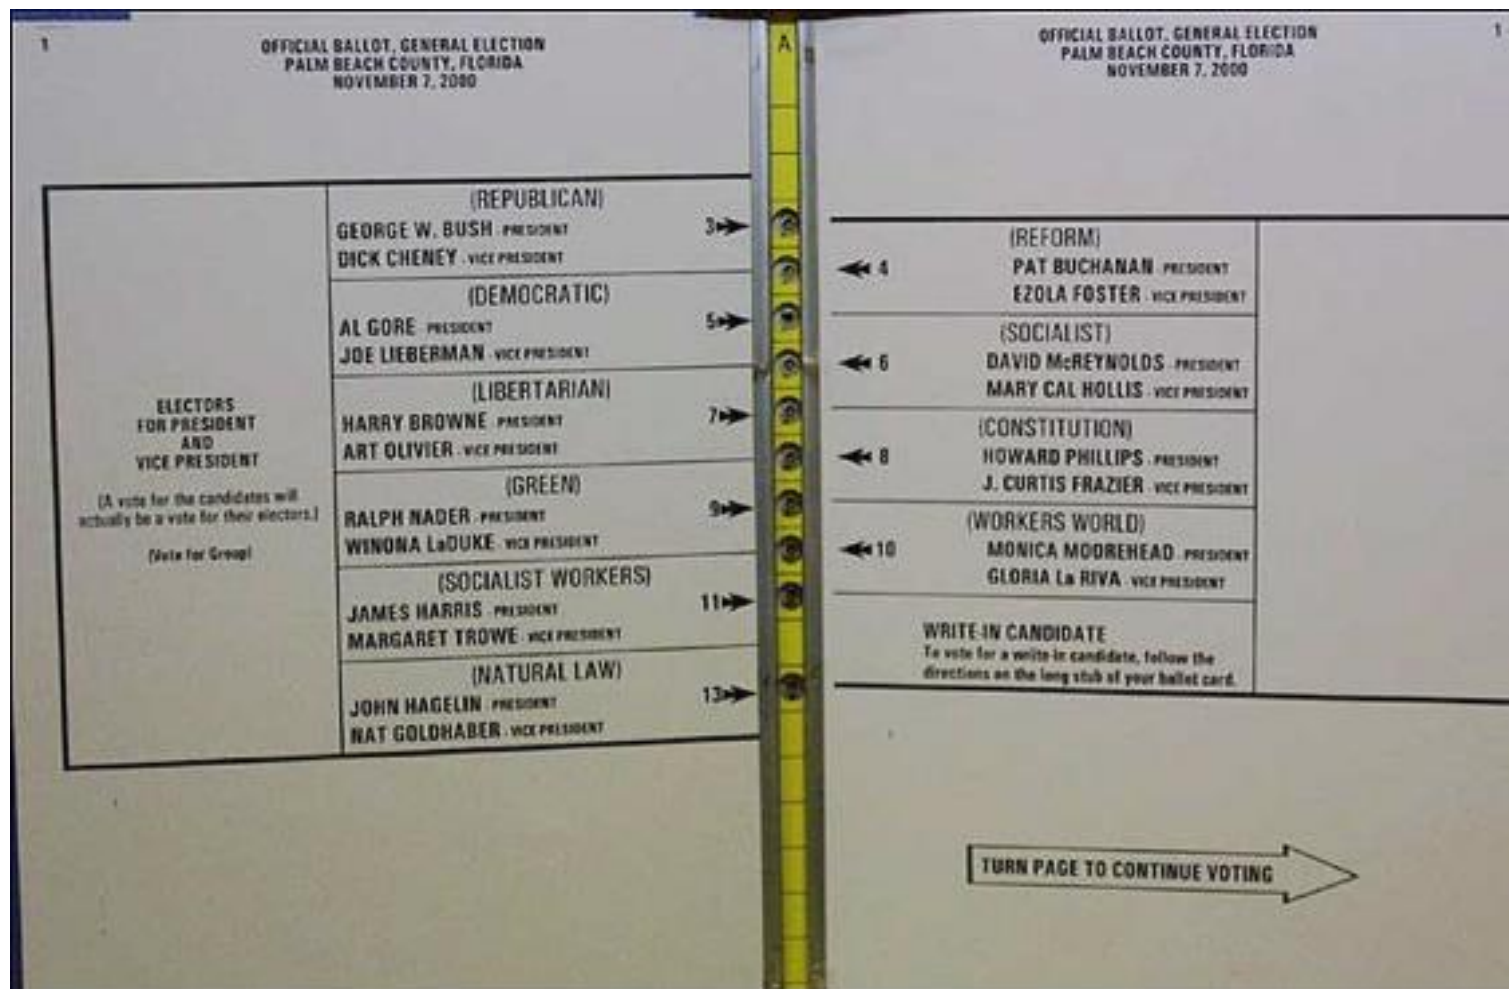 1
OFFICIAL BALLOT, GENERAL ELECTION
PALM BEACH COUNTY, FLORIDA
NOVEMBER 7, 2000
ELECTORS
FOR PRESIDENT
AND
VICE PRESIDENT
(A vote for the candidates will
actually be a vote for their electors.)
(Vote for Group)
(REPUBLICAN)
GEORGE W. BUSH - PRESIDENT 3
DICK CHENEY - VICE PRESIDENT
(DEMOCRATIC)
AL GORE - PRESIDENT 5
JOE LIEBERMAN - VICE PRESIDENT
(LIBERTARIAN)
HARRY BROWNE - PRESIDENT 7
ART OLIVIER - VICE PRESIDENT
(GREEN)
RALPH NADER - PRESIDENT 9
WINONA LaDUKE - VICE PRESIDENT
(SOCIALIST WORKERS)
JAMES HARRIS - PRESIDENT 11
MARGARET TROWE - VICE PRESIDENT
(NATURAL LAW)
JOHN HAGELIN - PRESIDENT 13
NAT GOLDHABER - VICE PRESIDENT
A
OFFICIAL BALLOT, GENERAL ELECTION
PALM BEACH COUNTY, FLORIDA
NOVEMBER 7, 2000
1
(REFORM)
4 PAT BUCHANAN - PRESIDENT
EZOLA FOSTER - VICE PRESIDENT
(SOCIALIST)
6 DAVID McREYNOLDS - PRESIDENT
MARY CAL HOLLIS - VICE PRESIDENT
(CONSTITUTION)
8 HOWARD PHILLIPS - PRESIDENT
J. CURTIS FRAZIER - VICE PRESIDENT
(WORKERS WORLD)
10 MONICA MOOREHEAD - PRESIDENT
GLORIA La RIVA - VICE PRESIDENT
WRITE-IN CANDIDATE
To vote for a write-in candidate, follow the
directions on the long stub of your ballot card.
TURN PAGE TO CONTINUE VOTING